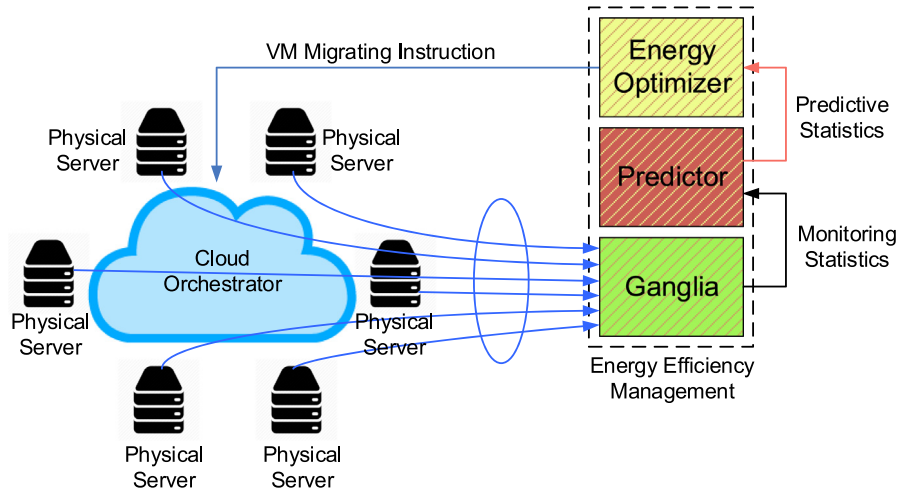 VM Migrating Instruction
Energy
Optimizer
Predictive
Statistics
Physical
Server
Physical
Server
Predictor
Cloud
Orchestrator
Monitoring
Statistics
Ganglia
Physical
Server
Physical
Server
Energy Efficiency
Management
Physical
Server
Physical
Server